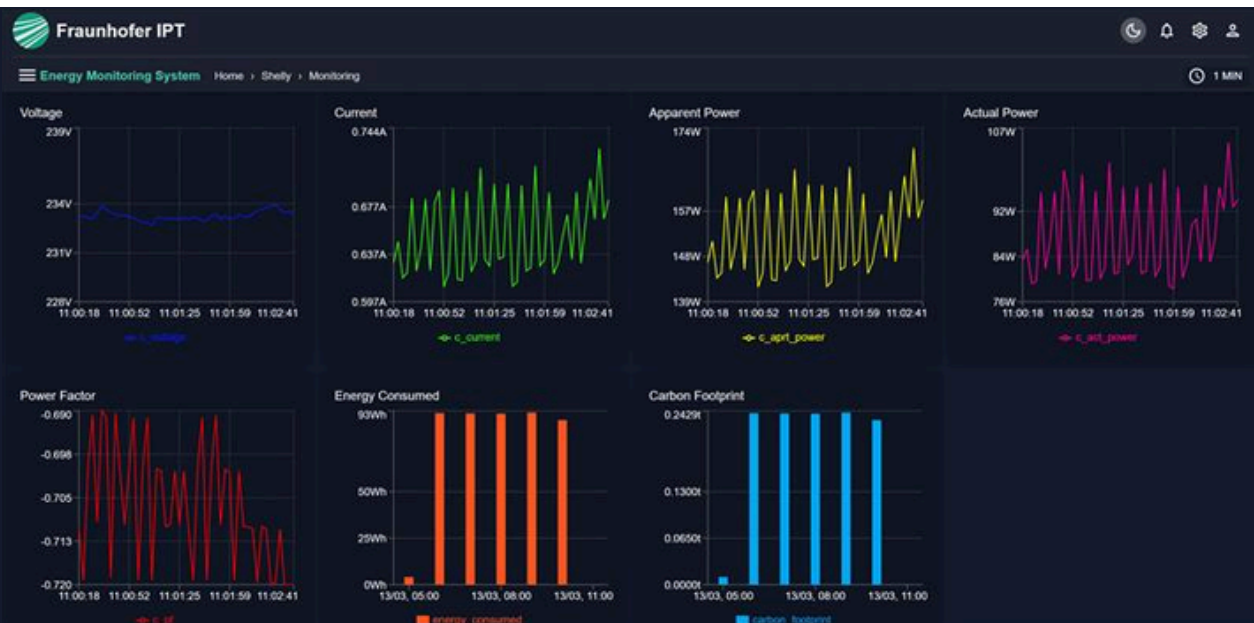 Fraunhofer IPT
Energy Monitoring System Home › Shelly › Monitoring 1 MIN
Voltage
239V
234V
231V
228V
11:00:18 11:00:52 11:01:25 11:01:59 11:02:41
c_voltage
Current
0.744A
0.677A
0.637A
0.597A
11:00:18 11:00:52 11:01:25 11:01:59 11:02:41
c_current
Apparent Power
174W
157W
148W
139W
11:00:18 11:00:52 11:01:25 11:01:59 11:02:41
c_aprt_power
Actual Power
107W
92W
84W
76W
11:00:18 11:00:52 11:01:25 11:01:59 11:02:41
c_act_power
Power Factor
-0.690
-0.698
-0.705
-0.713
-0.720
11:00:18 11:00:52 11:01:25 11:01:59 11:02:41
c_pf
Energy Consumed
93Wh
50Wh
25Wh
0Wh
13/03, 05:00 13/03, 08:00 13/03, 11:00
energy_consumed
Carbon Footprint
0.2429t
0.1300t
0.0650t
0.0000t
13/03, 05:00 13/03, 08:00 13/03, 11:00
carbon_footprint